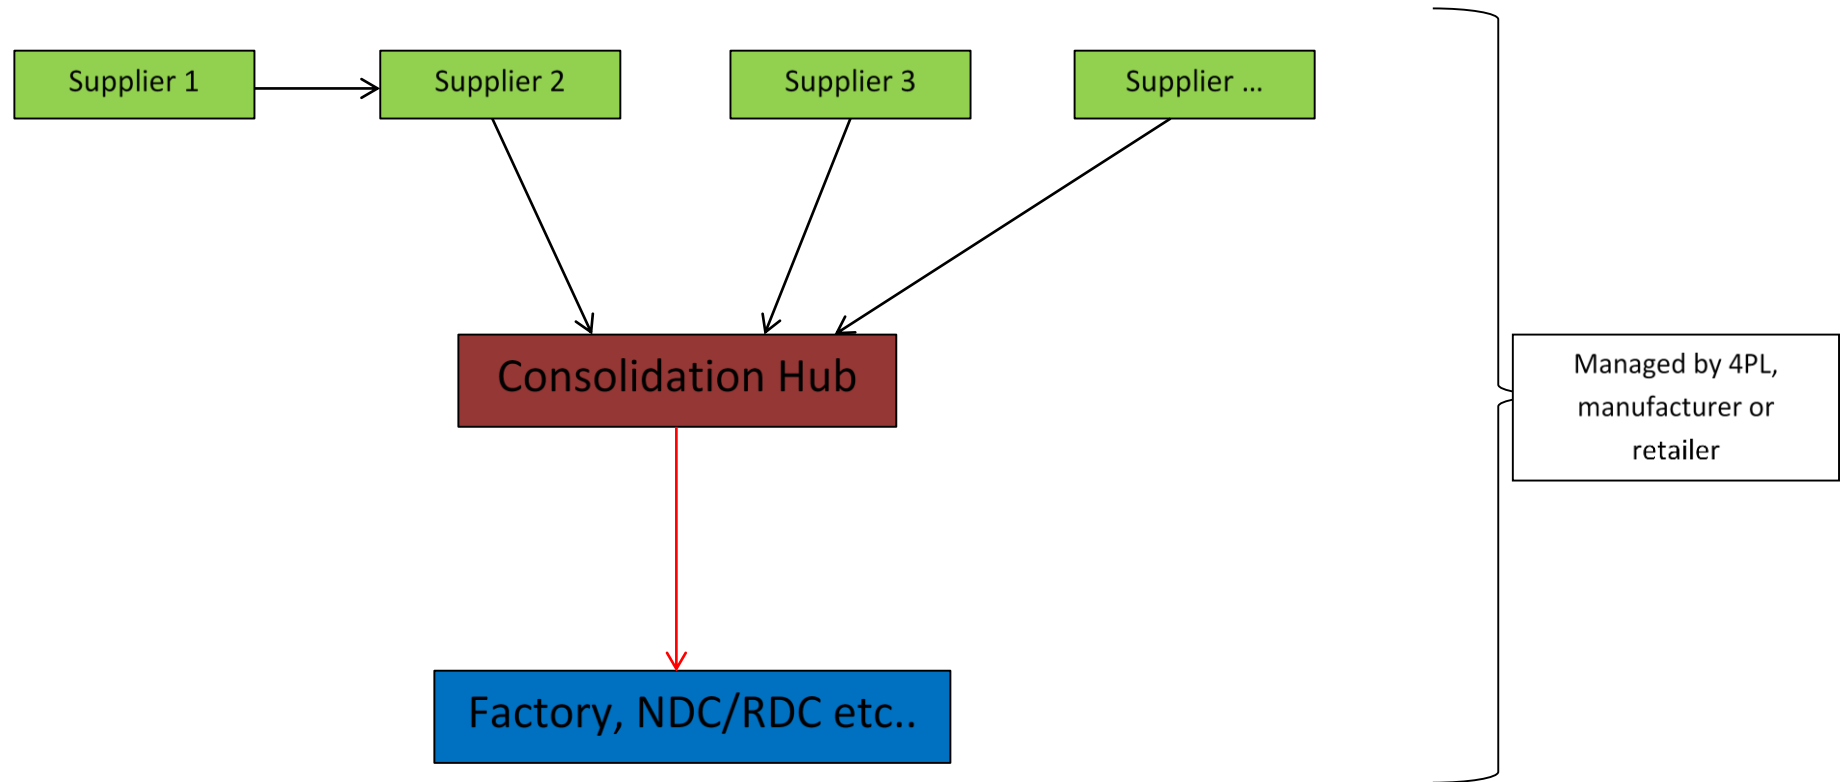 Supplier 1
Supplier 2
Supplier 3
Supplier ...
Consolidation Hub
Managed by 4PL,
manufacturer or
retailer
Factory, NDC/RDC etc..